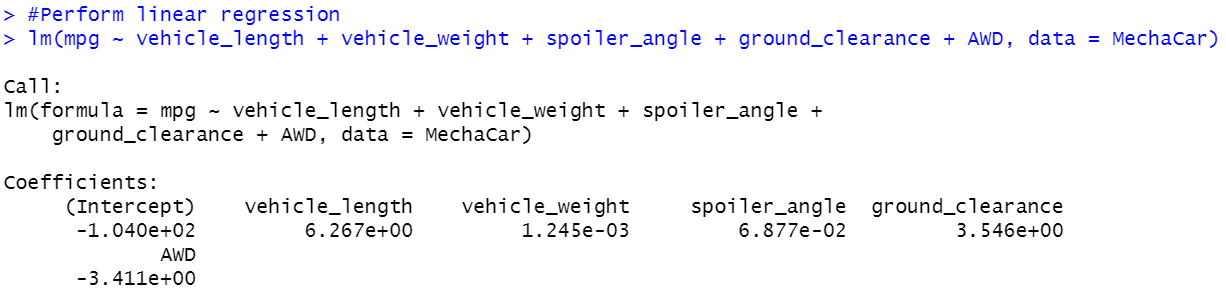 > #Perform linear regression
> lm(mpg ~ vehicle_length + vehicle_weight + spoiler_angle + ground_clearance + AWD, data = MechaCar)
Call:
lm(formula = mpg ~ vehicle_length + vehicle_weight + spoiler_angle +
    ground_clearance + AWD, data = MechaCar)
Coefficients:
     (Intercept)    vehicle_length    vehicle_weight     spoiler_angle  ground_clearance
      -1.040e+02         6.267e+00         1.245e-03         6.877e-02         3.546e+00
             AWD
      -3.411e+00